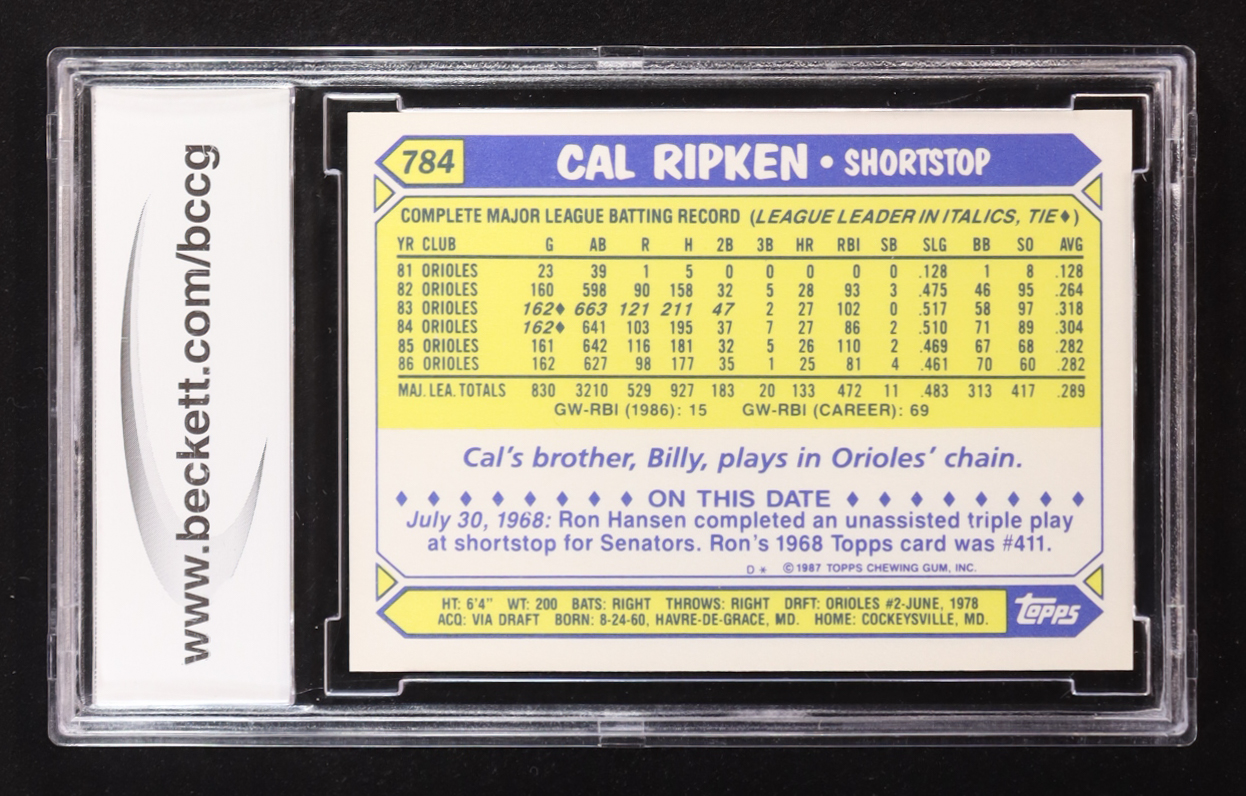 www.beckett.com/bccg
784
CAL RIPKEN • SHORTSTOP
COMPLETE MAJOR LEAGUE BATTING RECORD (LEAGUE LEADER IN ITALICS, TIE♦)
YR CLUB G AB R H 2B 3B HR RBI SB SLG BB SO AVG
81 ORIOLES 23 39 1 5 0 0 0 0 0 .128 1 8 .128
82 ORIOLES 160 598 90 158 32 5 28 93 3 .475 46 95 .264
83 ORIOLES 162♦ 663 121 211 47 2 27 102 0 .517 58 97 .318
84 ORIOLES 162♦ 641 103 195 37 7 27 86 2 .510 71 89 .304
85 ORIOLES 161 642 116 181 32 5 26 110 2 .469 67 68 .282
86 ORIOLES 162 627 98 177 35 1 25 81 4 .461 70 60 .282
MAJ. LEA. TOTALS 830 3210 529 927 183 20 133 472 11 .483 313 417 .289
GW-RBI (1986): 15 GW-RBI (CAREER): 69
Cal's brother, Billy, plays in Orioles' chain.
♦ ♦ ♦ ♦ ♦ ♦ ♦ ♦ ON THIS DATE ♦ ♦ ♦ ♦ ♦ ♦ ♦ ♦
July 30, 1968: Ron Hansen completed an unassisted triple play
at shortstop for Senators. Ron's 1968 Topps card was #411.
D * © 1987 TOPPS CHEWING GUM, INC.
HT: 6'4" WT: 200 BATS: RIGHT THROWS: RIGHT DRFT: ORIOLES #2-JUNE, 1978
ACQ: VIA DRAFT BORN: 8-24-60, HAVRE-DE-GRACE, MD. HOME: COCKEYSVILLE, MD.
Topps